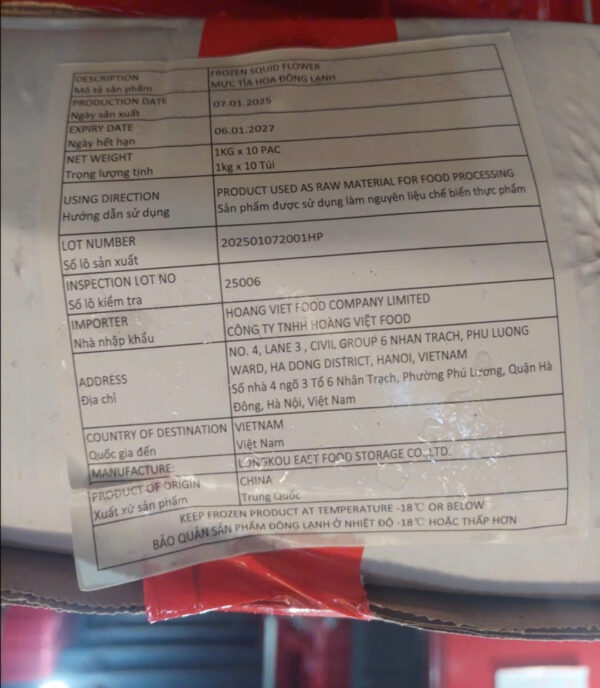 DESCRIPTION FROZEN SQUID FLOWER
Mô tả sản phẩm MỰC TỈA HOA ĐÔNG LẠNH
PRODUCTION DATE 07.01.2025
Ngày sản xuất
EXPIRY DATE 06.01.2027
Ngày hết hạn
NET WEIGHT 1KG x 10 PAC
Trọng lượng tịnh 1kg x 10 Túi
USING DIRECTION PRODUCT USED AS RAW MATERIAL FOR FOOD PROCESSING
Hướng dẫn sử dụng Sản phẩm được sử dụng làm nguyên liệu chế biến thực phẩm
LOT NUMBER 202501072001HP
Số lô sản xuất
INSPECTION LOT NO 25006
Số lô kiểm tra
IMPORTER HOANG VIET FOOD COMPANY LIMITED
Nhà nhập khẩu CÔNG TY TNHH HOÀNG VIỆT FOOD
ADDRESS NO. 4, LANE 3 , CIVIL GROUP 6 NHAN TRACH, PHU LUONG
WARD, HA DONG DISTRICT, HANOI, VIETNAM
Địa chỉ Số nhà 4 ngõ 3 Tổ 6 Nhân Trạch, Phường Phú Lương, Quận Hà
Đông, Hà Nội, Việt Nam
COUNTRY OF DESTINATION VIETNAM
Quốc gia đến Việt Nam
MANUFACTURE: LONGKOU EAST FOOD STORAGE CO.,LTD.
PRODUCT OF ORIGIN CHINA
Xuất xứ sản phẩm Trung Quốc
KEEP FROZEN PRODUCT AT TEMPERATURE -18℃ OR BELOW
BẢO QUẢN SẢN PHẨM ĐÔNG LẠNH Ở NHIỆT ĐỘ -18℃ HOẶC THẤP HƠN